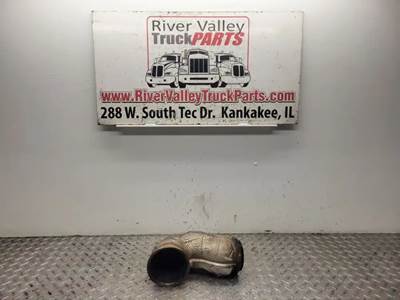 River Valley
TruckPARTS
www.RiverValleyTruckParts.com
288 W. South Tec Dr. Kankakee, IL